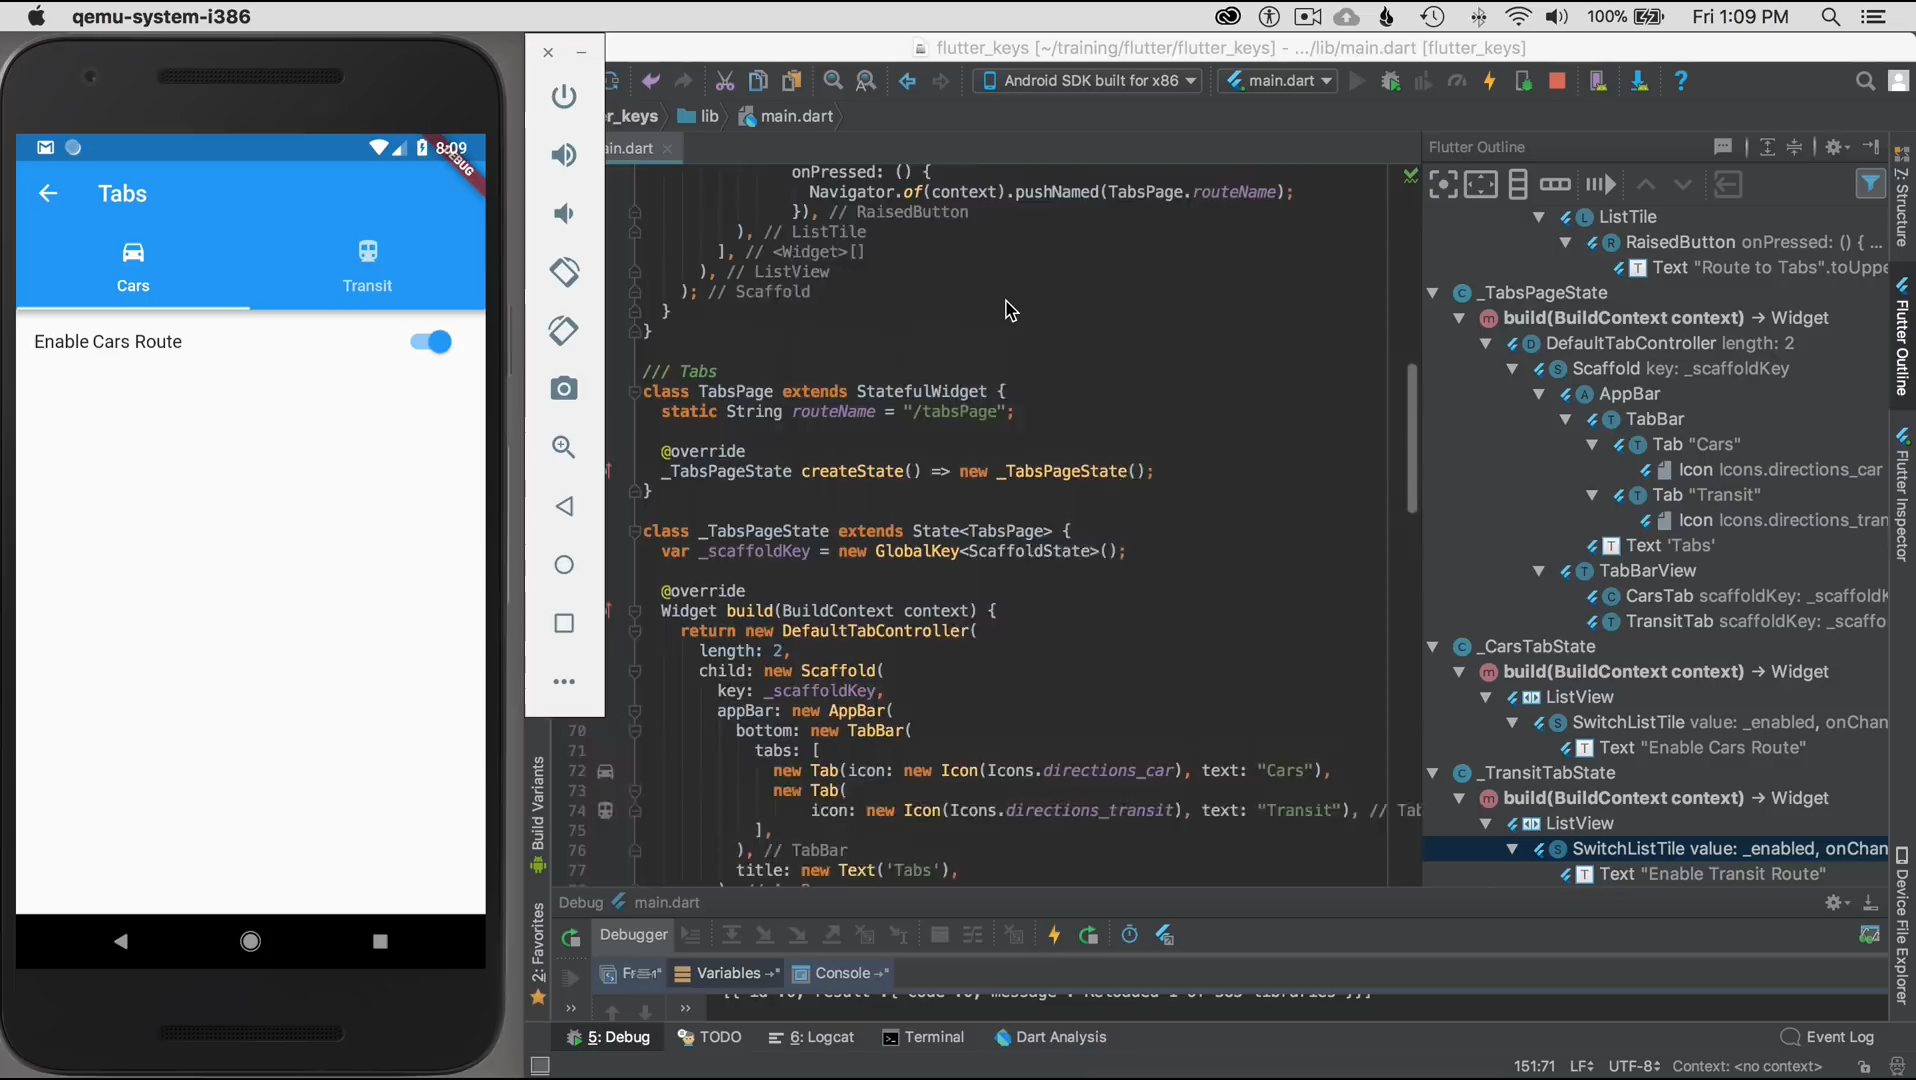 qemu-system-i386
100%
Fri 1:09 PM
flutter_keys [~/training/flutter/flutter_keys] - .../lib/main.dart [flutter_keys]
Android SDK built for x86
main.dart
r_keys
lib
main.dart
ain.dart
8:09
DEBUG
Tabs
Cars
Transit
Enable Cars Route
onPressed: () {
Navigator.of(context).pushNamed(TabsPage.routeName);
}), // RaisedButton
), // ListTile
], // <Widget>[]
), // ListView
); // Scaffold
}
}
/// Tabs
class TabsPage extends StatefulWidget {
static String routeName = "/tabsPage";
@override
_TabsPageState createState() => new _TabsPageState();
}
class _TabsPageState extends State<TabsPage> {
var _scaffoldKey = new GlobalKey<ScaffoldState>();
@override
Widget build(BuildContext context) {
return new DefaultTabController(
length: 2,
child: new Scaffold(
key: _scaffoldKey,
appBar: new AppBar(
70 bottom: new TabBar(
71 tabs: [
72 new Tab(icon: new Icon(Icons.directions_car), text: "Cars"),
73 new Tab(
74 icon: new Icon(Icons.directions_transit), text: "Transit"), // Tab
75 ],
76 ), // TabBar
77 title: new Text('Tabs'),
Flutter Outline
ListTile
RaisedButton onPressed: () { ...
Text "Route to Tabs".toUppe
_TabsPageState
build(BuildContext context) → Widget
DefaultTabController length: 2
Scaffold key: _scaffoldKey
AppBar
TabBar
Tab "Cars"
Icon Icons.directions_car
Tab "Transit"
Icon Icons.directions_tran
Text 'Tabs'
TabBarView
CarsTab scaffoldKey: _scaffoldK
TransitTab scaffoldKey: _scaffo
_CarsTabState
build(BuildContext context) → Widget
ListView
SwitchListTile value: _enabled, onChan
Text "Enable Cars Route"
_TransitTabState
build(BuildContext context) → Widget
ListView
SwitchListTile value: _enabled, onChan
Text "Enable Transit Route"
Z: Structure
Flutter Outline
Flutter Inspector
Device File Explorer
Build Variants
2: Favorites
Debug
main.dart
Debugger
Variables
Console
5: Debug
TODO
6: Logcat
Terminal
Dart Analysis
Event Log
151:71
LF
UTF-8
Context: <no context>